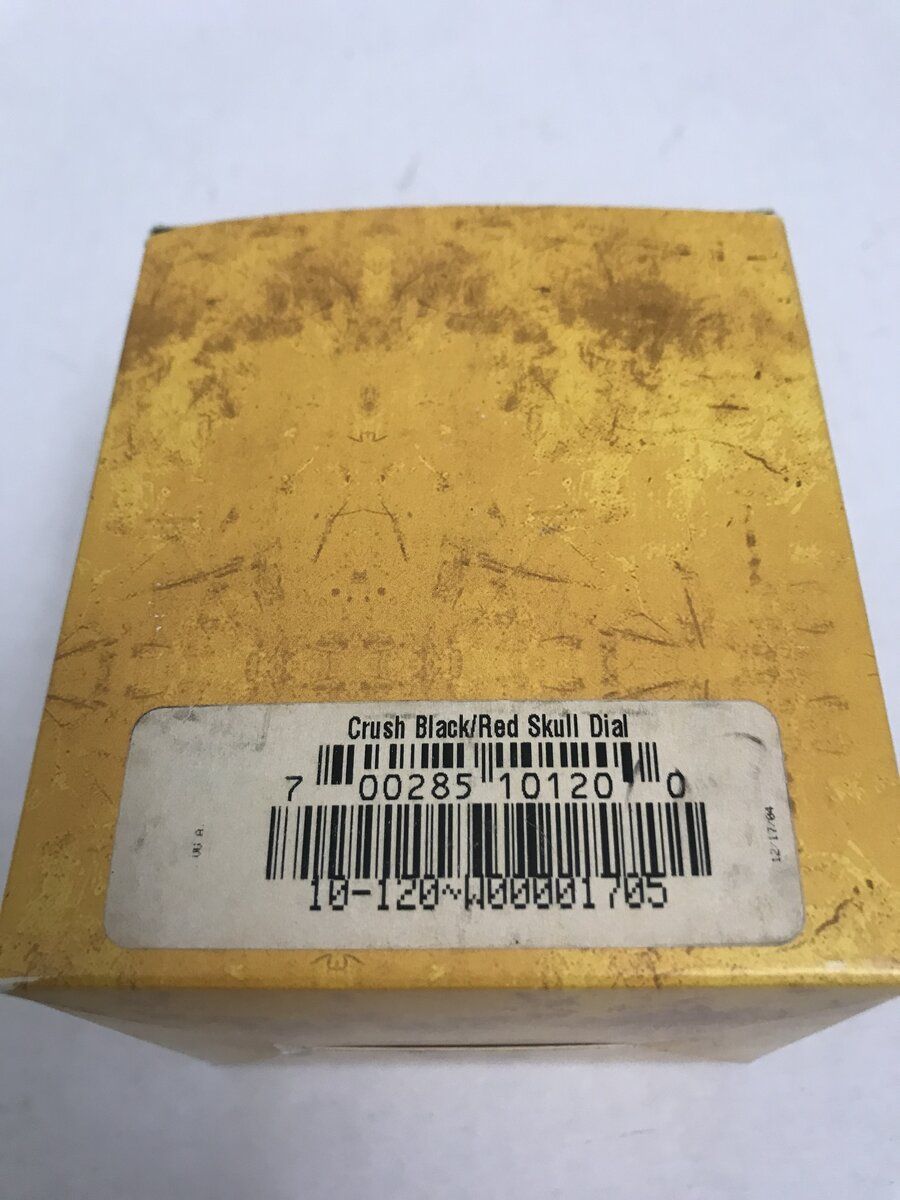 Crush Black/Red Skull Dial
7 00285 10120 0
10-120~W00001705
12/17/04